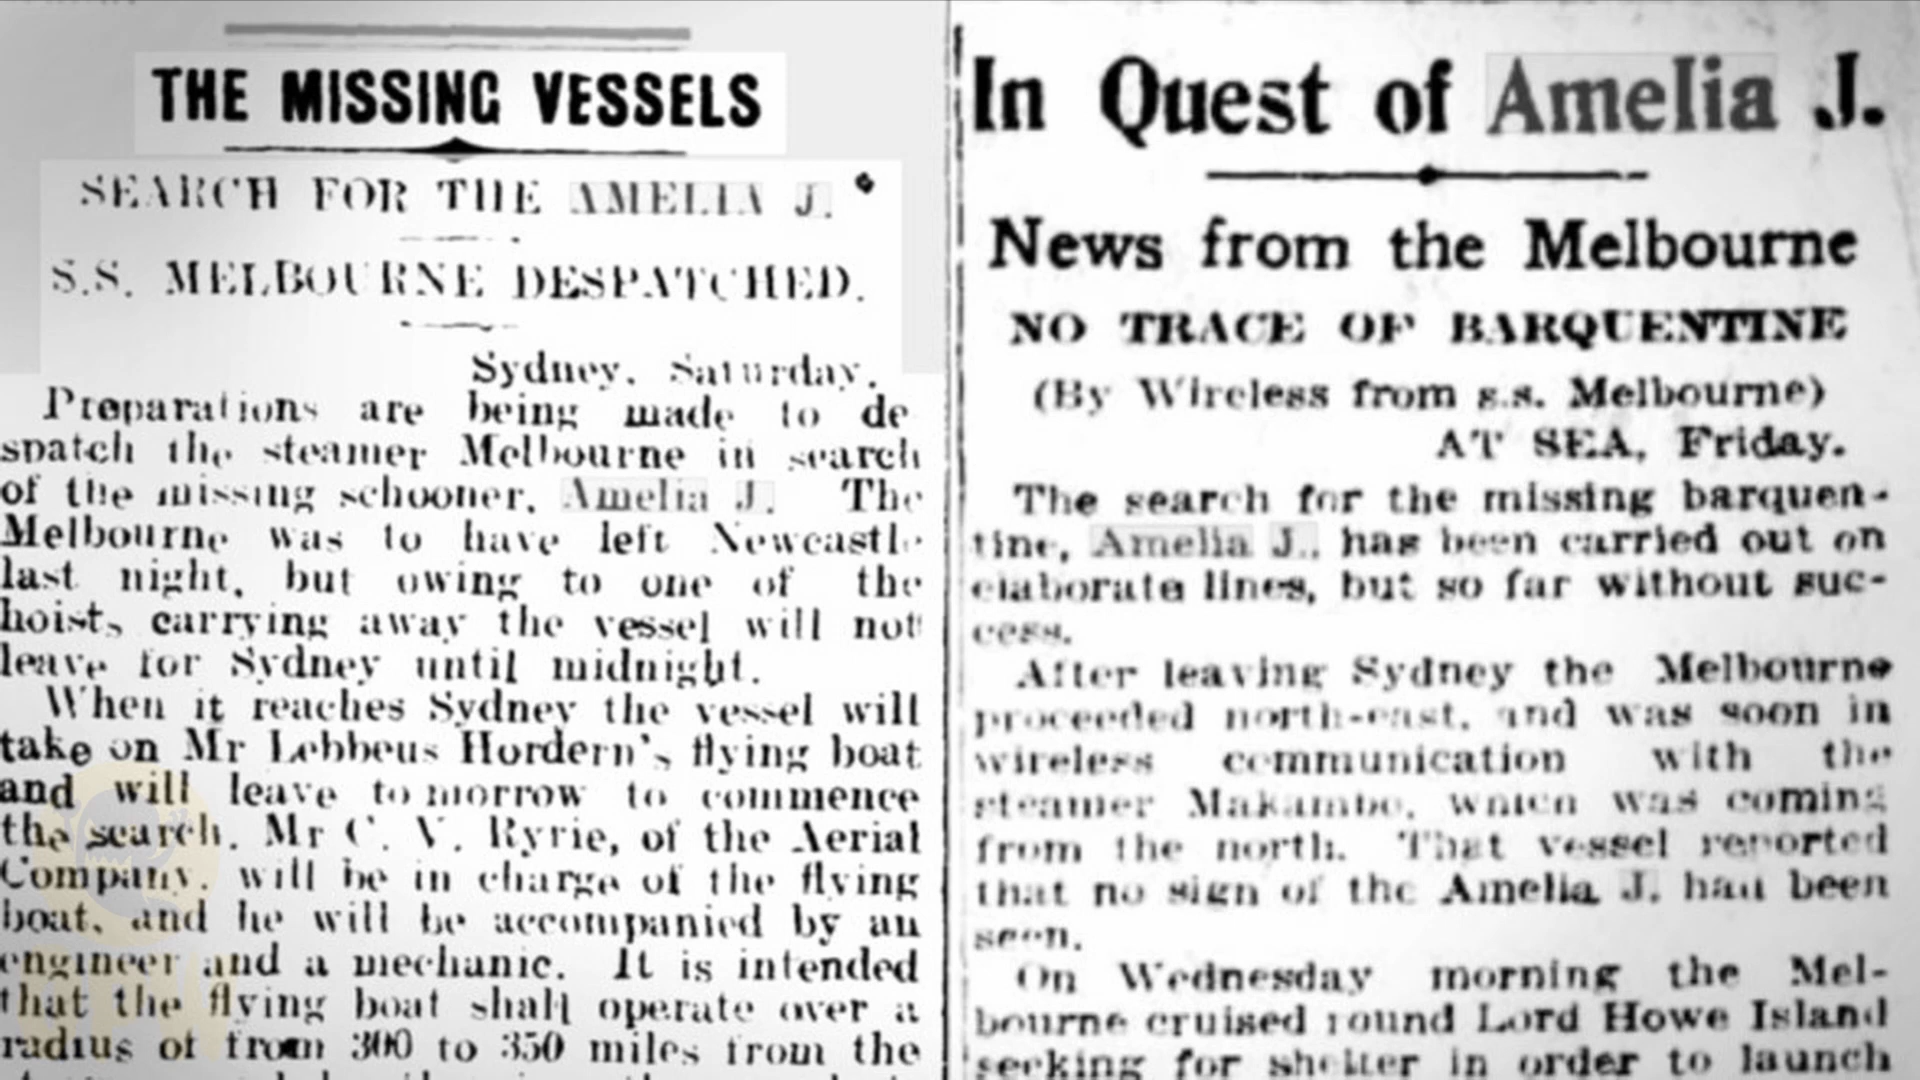 THE MISSING VESSELS
SEARCH FOR THE AMELIA J.
S.S. MELBOURNE DESPATCHED.
Sydney, Saturday.
Preparations are being made to de
spatch the steamer Melbourne in search
of the missing schooner, Amelia J. The
Melbourne was to have left Newcastle
last night, but owing to one of the
hoists carrying away the vessel will not
leave for Sydney until midnight.
When it reaches Sydney the vessel will
take on Mr Lebbeus Hordern's flying boat
and will leave to morrow to commence
the search. Mr C. V. Ryrie, of the Aerial
Company, will be in charge of the flying
boat, and he will be accompanied by an
engineer and a mechanic. It is intended
that the flying boat shall operate over a
radius of from 300 to 350 miles from the
In Quest of Amelia J.
News from the Melbourne
NO TRACE OF BARQUENTINE
(By Wireless from s.s. Melbourne)
AT SEA, Friday.
The search for the missing barquen-
tine, Amelia J., has been carried out on
elaborate lines, but so far without suc-
cess.
After leaving Sydney the Melbourne
proceeded north-east, and was soon in
wireless communication with the
steamer Makambo, which was coming
from the north. That vessel reported
that no sign of the Amelia J. had been
seen.
On Wednesday morning the Mel-
bourne cruised round Lord Howe Island
seeking for shelter in order to launch